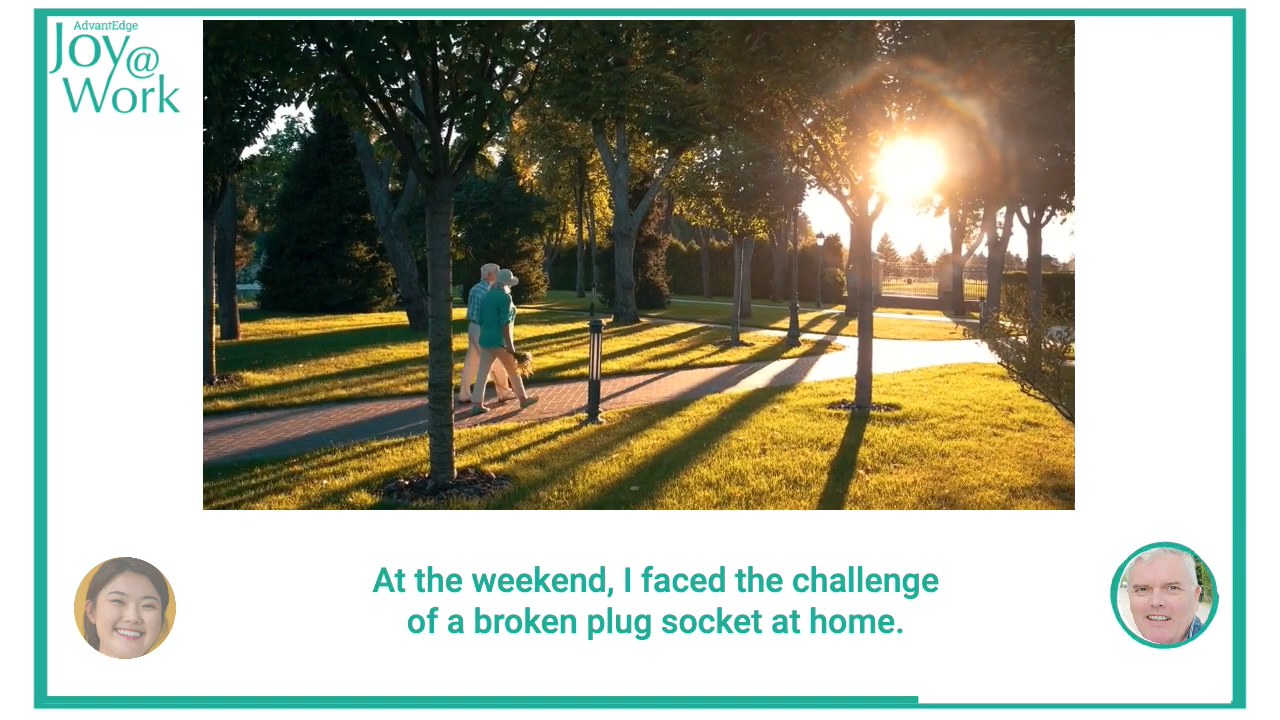 AdvantEdge
Joy@
Work
At the weekend, I faced the challenge
of a broken plug socket at home.